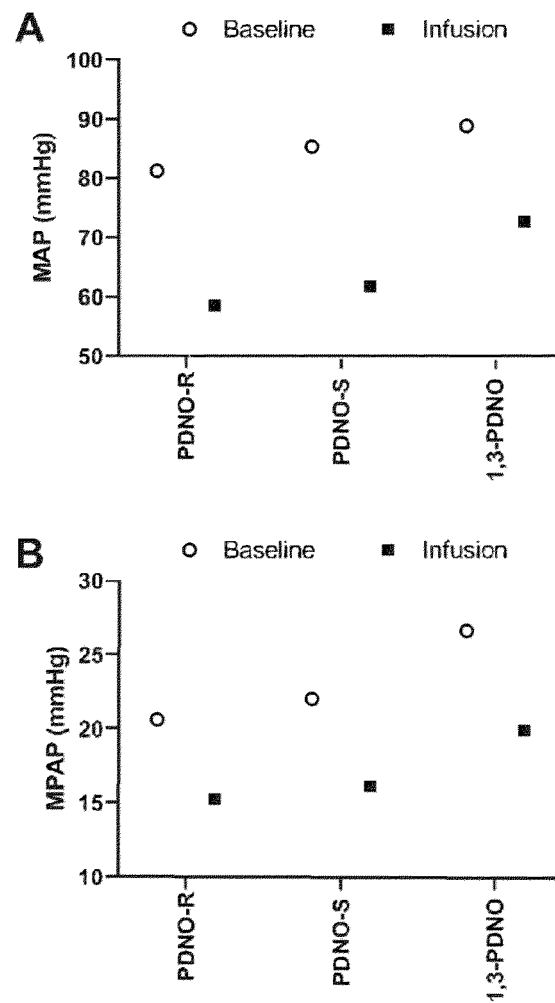 A
Baseline
Infusion
MAP (mmHg)
100
90
80
70
60
50
PDNO-R
PDNO-S
1,3-PDNO
B
Baseline
Infusion
MPAP (mmHg)
30
25
20
15
10
PDNO-R
PDNO-S
1,3-PDNO